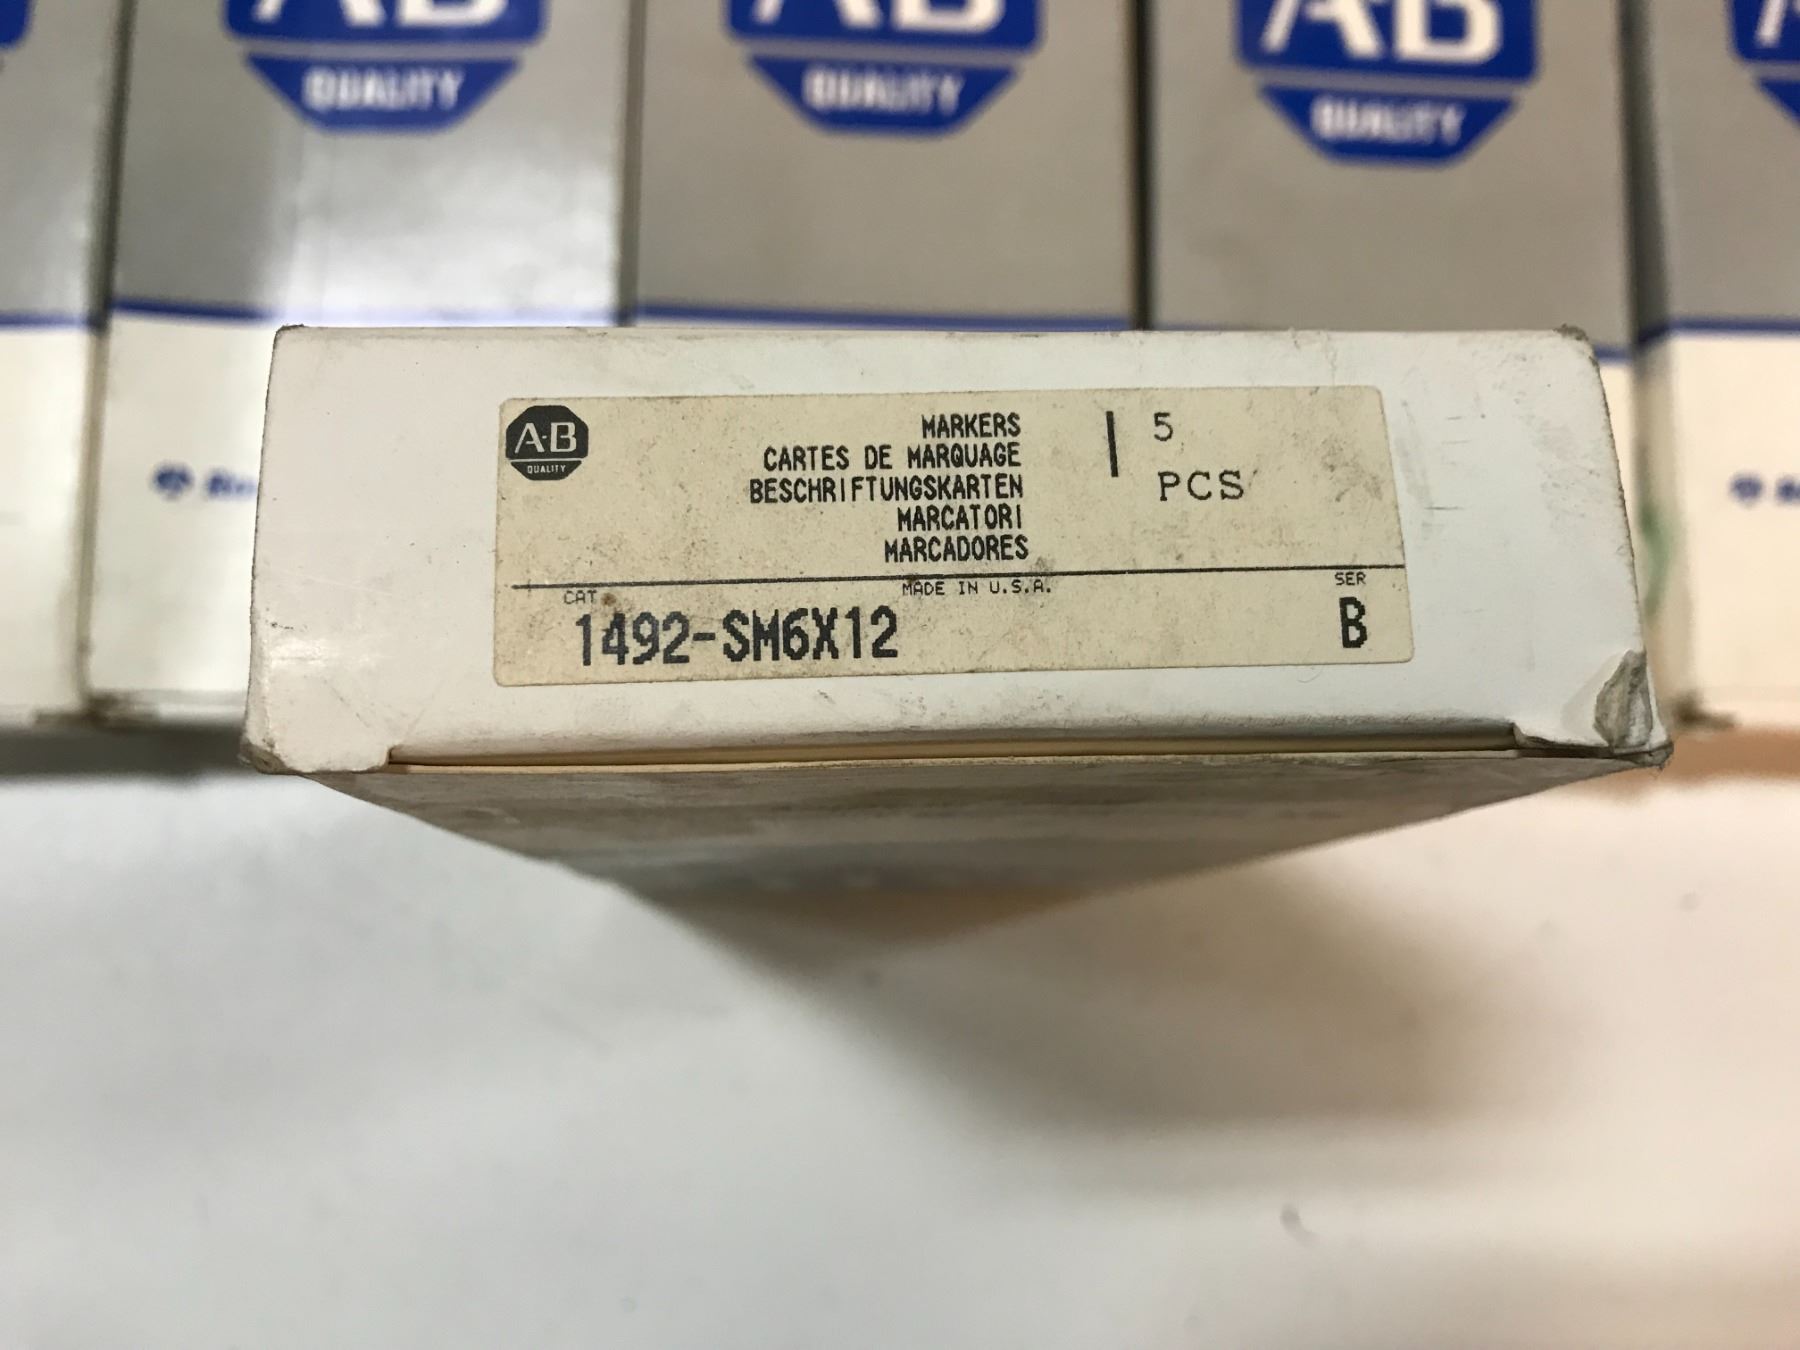 AB
QUALITY
AB
QUALITY
AB
QUALITY
A·B
QUALITY
MARKERS
CARTES DE MARQUAGE
BESCHRIFTUNGSKARTEN
MARCATORI
MARCADORES
5
PCS
CAT
MADE IN U.S.A.
SER
1492-SM6X12
B